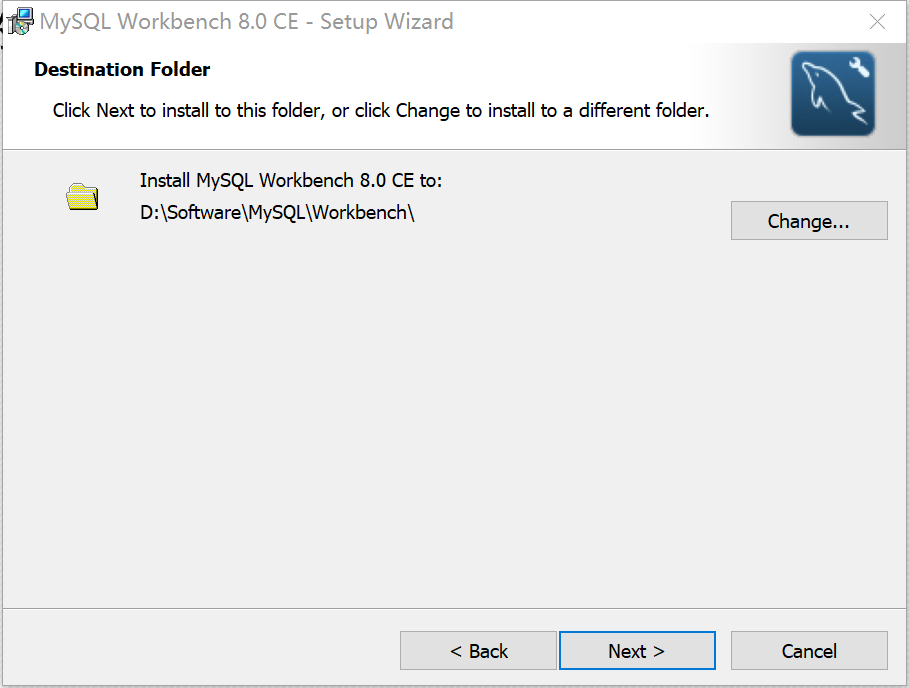 MySQL Workbench 8.0 CE - Setup Wizard
Destination Folder
Click Next to install to this folder, or click Change to install to a different folder.
Install MySQL Workbench 8.0 CE to:
D:\Software\MySQL\Workbench\
Change...
< Back
Next >
Cancel